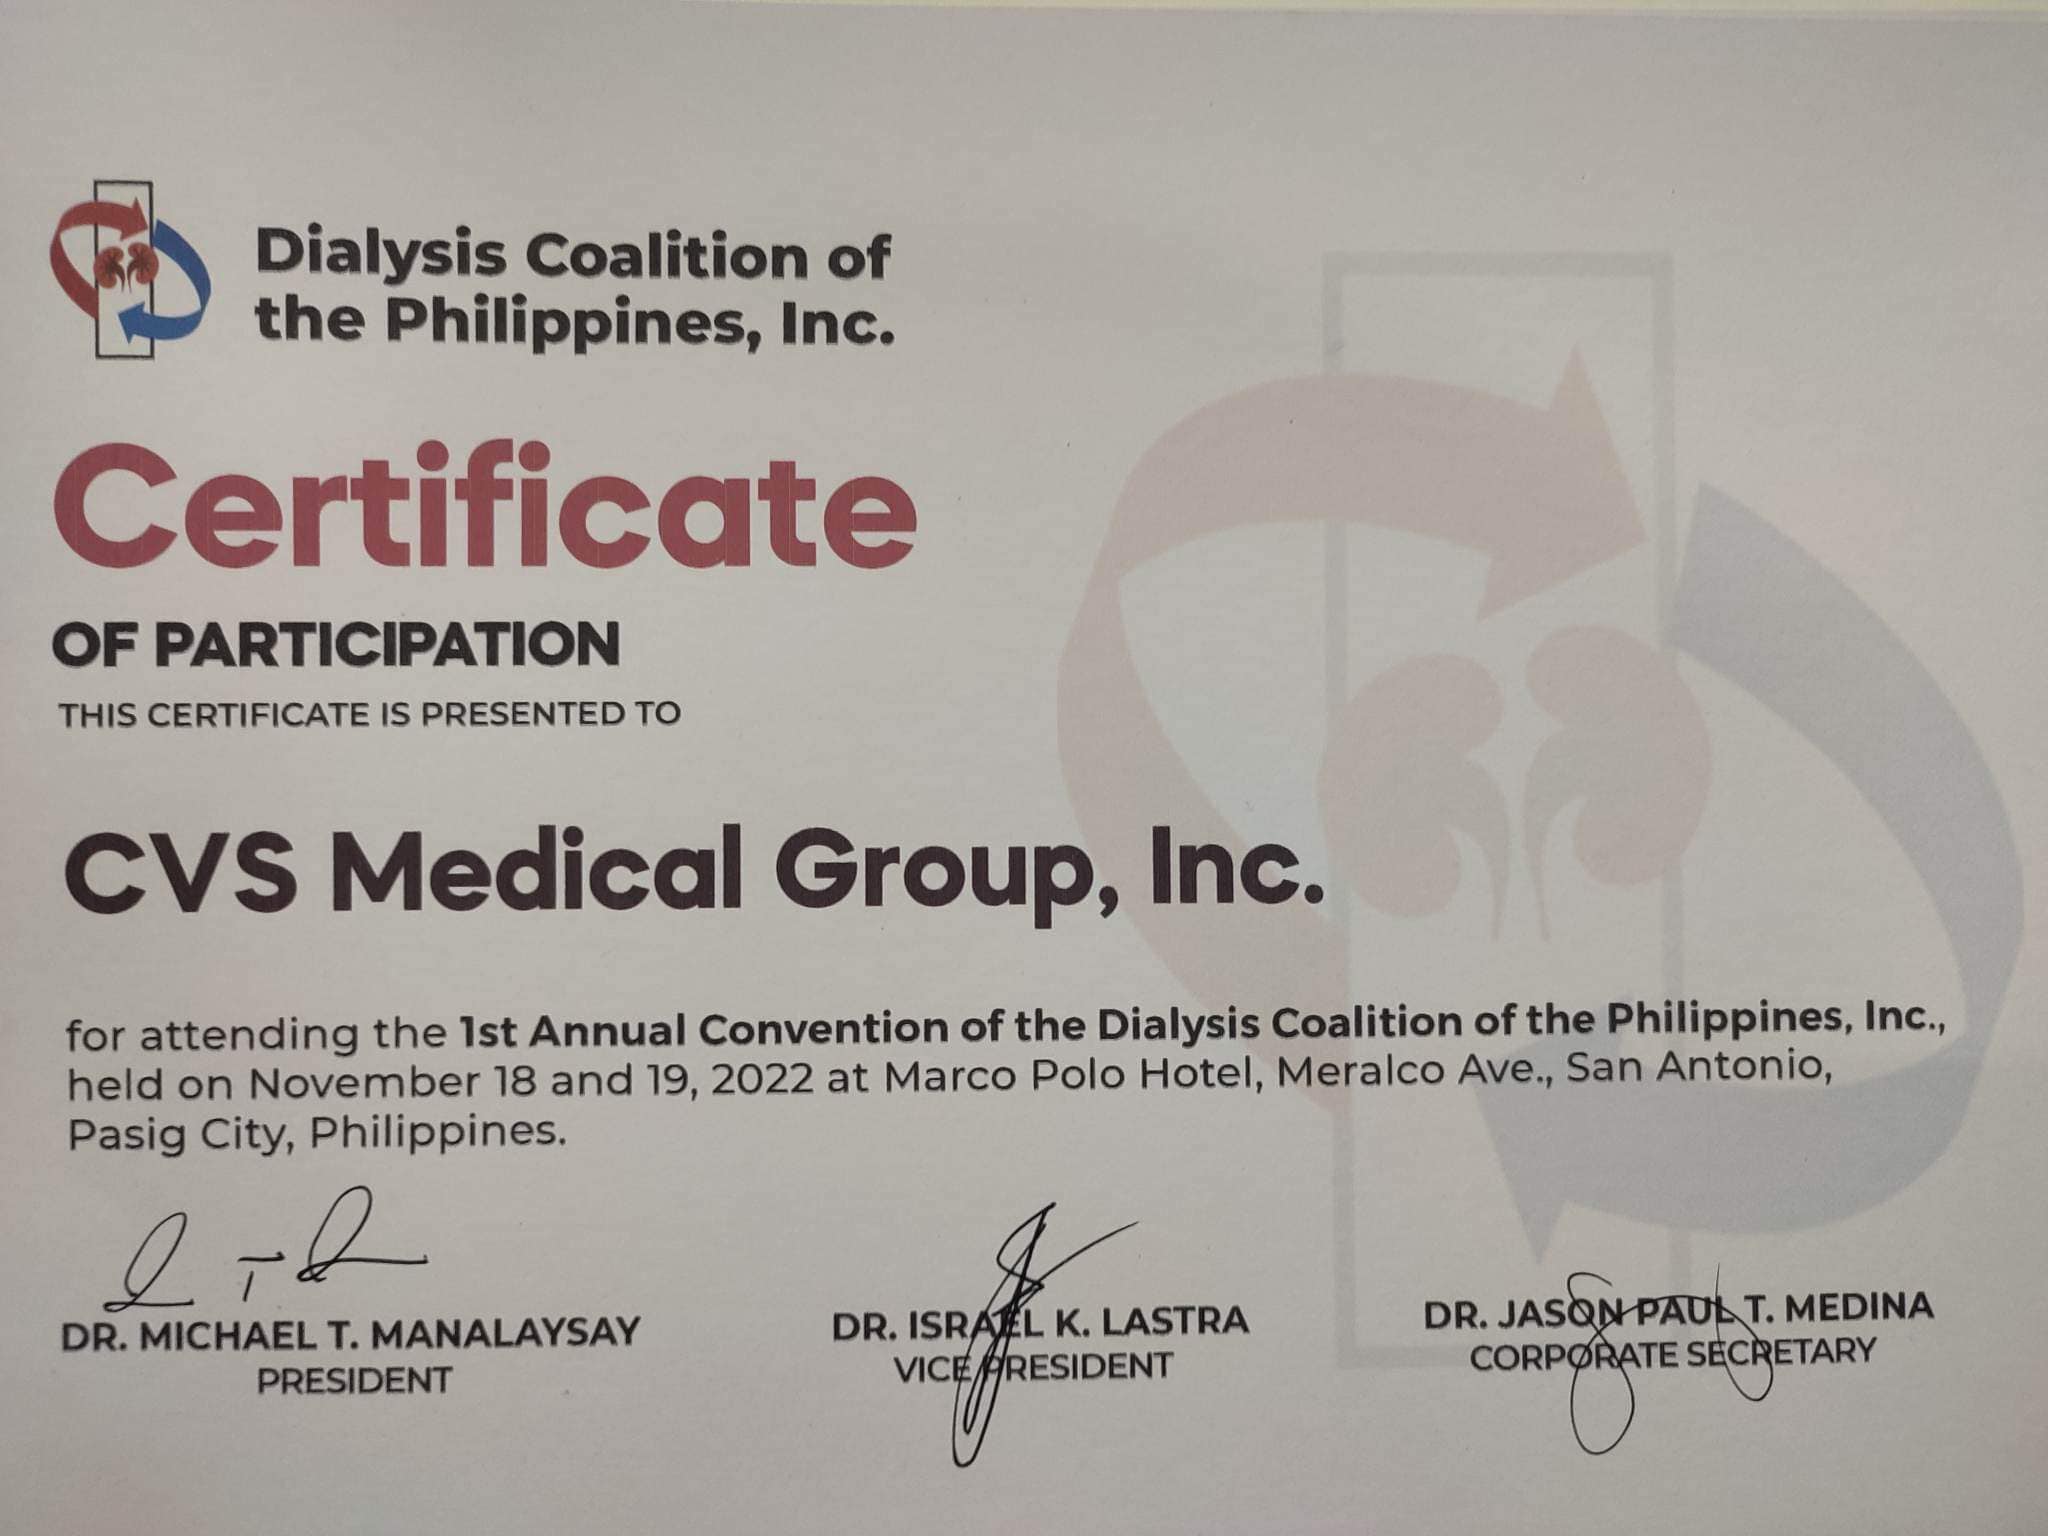 Dialysis Coalition of
the Philippines, Inc.
Certificate
OF PARTICIPATION
THIS CERTIFICATE IS PRESENTED TO
CVS Medical Group, Inc.
for attending the 1st Annual Convention of the Dialysis Coalition of the Philippines, Inc.,
held on November 18 and 19, 2022 at Marco Polo Hotel, Meralco Ave., San Antonio,
Pasig City, Philippines.
DR. MICHAEL T. MANALAYSAY
PRESIDENT
DR. ISRAEL K. LASTRA
VICE PRESIDENT
DR. JASON PAUL T. MEDINA
CORPORATE SECRETARY